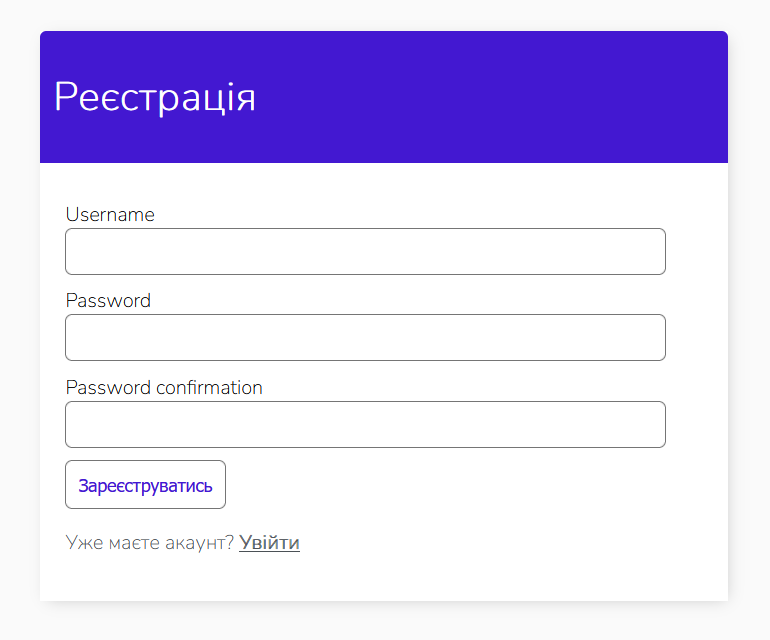 Реєстрація
Username
Password
Password confirmation
Зареєструватись
Уже маєте акаунт? Увійти